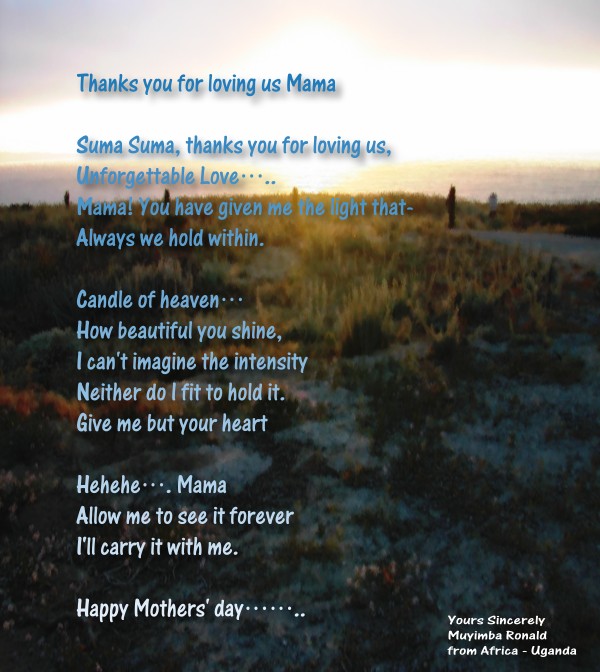 Thanks you for loving us Mama
Suma Suma, thanks you for loving us,
Unforgettable Love·····
Mama! You have given me the light that-
Always we hold within.
Candle of heaven···
How beautiful you shine,
I can't imagine the intensity
Neither do I fit to hold it.
Give me but your heart
Hehehe···. Mama
Allow me to see it forever
I'll carry it with me.
Happy Mothers' day······..
Yours Sincerely
Muyimba Ronald
from Africa - Uganda